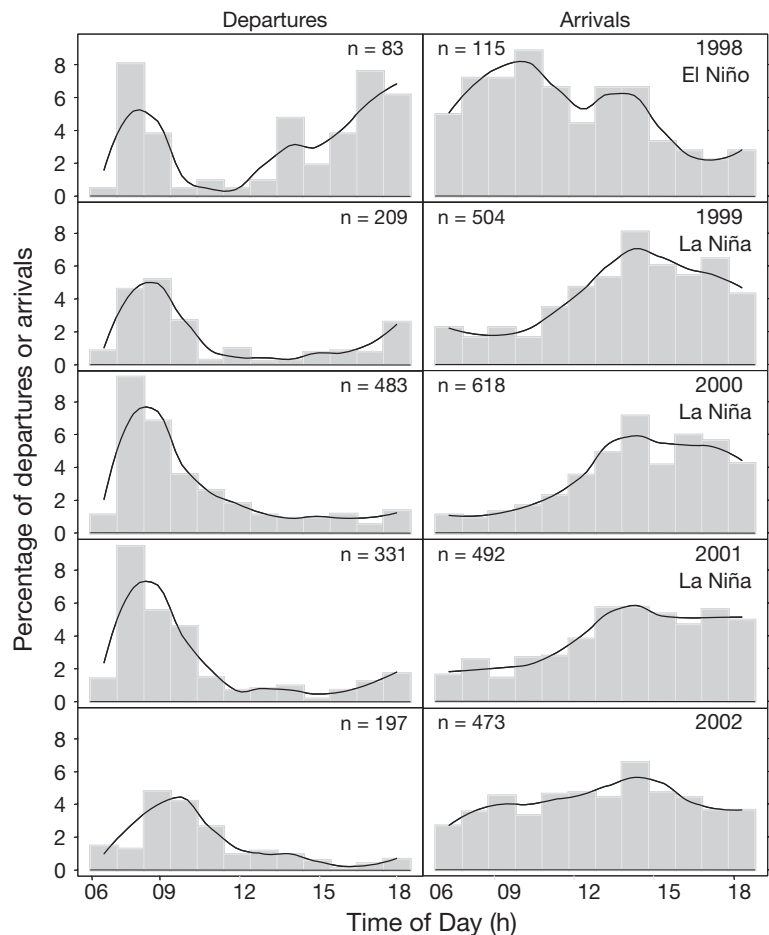 Departures Arrivals
n = 83 n = 115 1998
El Niño
8
6
4
2
0
n = 209 n = 504 1999
La Niña
8
6
4
2
0
n = 483 n = 618 2000
La Niña
8
6
4
2
0
n = 331 n = 492 2001
La Niña
8
6
4
2
0
n = 197 n = 473 2002
8
6
4
2
0
Percentage of departures or arrivals
06 09 12 15 18 06 09 12 15 18
Time of Day (h)